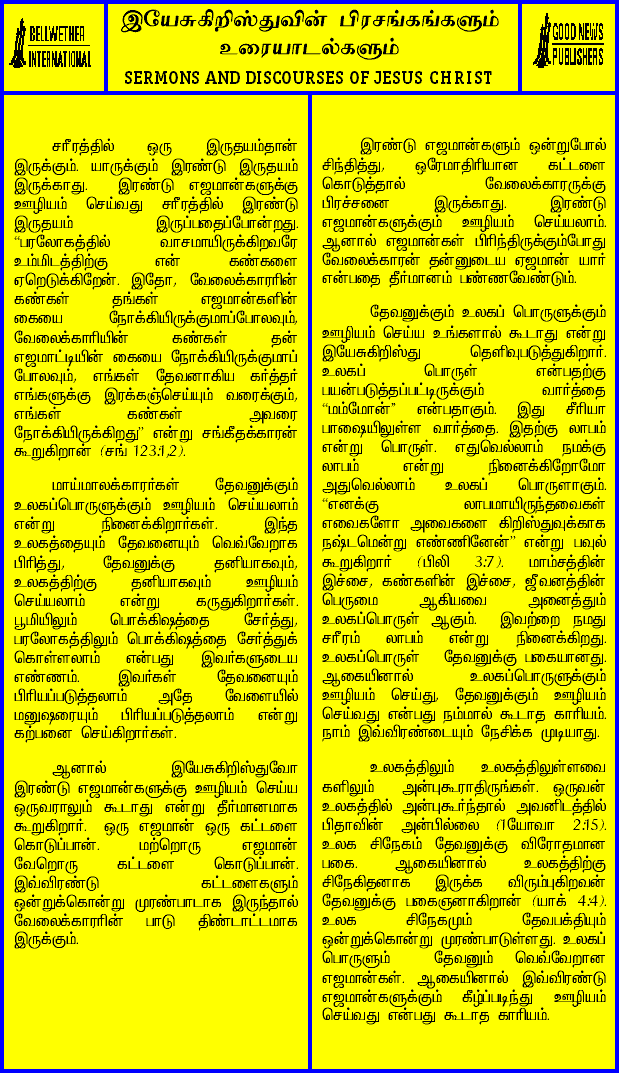 BELLWETHER
INTERNATIONAL
இயேசுகிறிஸ்துவின் பிரசங்கங்களும்
உரையாடல்களும்
SERMONS AND DISCOURSES OF JESUS CHRIST
GOOD NEWS
PUBLISHERS
சரீரத்தில் ஒரு இருதயம்தான்
இருக்கும். யாருக்கும் இரண்டு இருதயம்
இருக்காது. இரண்டு எஜமான்களுக்கு
ஊழியம் செய்வது சரீரத்தில் இரண்டு
இருதயம் இருப்பதைப்போன்றது.
“பரலோகத்தில் வாசமாயிருக்கிறவரே
உம்மிடத்திற்கு என் கண்களை
ஏறெடுக்கிறேன். இதோ, வேலைக்காரரின்
கண்கள் தங்கள் எஜமான்களின்
கையை நோக்கியிருக்குமாப்போலவும்,
வேலைக்காரியின் கண்கள் தன்
எஜமாட்டியின் கையை நோக்கியிருக்குமாப்
போலவும், எங்கள் தேவனாகிய கர்த்தர்
எங்களுக்கு இரக்கஞ்செய்யும் வரைக்கும்,
எங்கள் கண்கள் அவரை
நோக்கியிருக்கிறது” என்று சங்கீதக்காரன்
கூறுகிறான் (சங் 123:1,2).
மாய்மாலக்காரர்கள் தேவனுக்கும்
உலகப்பொருளுக்கும் ஊழியம் செய்யலாம்
என்று நினைக்கிறார்கள். இந்த
உலகத்தையும் தேவனையும் வெவ்வேறாக
பிரித்து, தேவனுக்கு தனியாகவும்,
உலகத்திற்கு தனியாகவும் ஊழியம்
செய்யலாம் என்று கருதுகிறார்கள்.
பூமியிலும் பொக்கிஷத்தை சேர்த்து,
பரலோகத்திலும் பொக்கிஷத்தை சேர்த்துக்
கொள்ளலாம் என்பது இவர்களுடைய
எண்ணம். இவர்கள் தேவனையும்
பிரியப்படுத்தலாம் அதே வேளையில்
மனுஷரையும் பிரியப்படுத்தலாம் என்று
கற்பனை செய்கிறார்கள்.
ஆனால் இயேசுகிறிஸ்துவோ
இரண்டு எஜமான்களுக்கு ஊழியம் செய்ய
ஒருவராலும் கூடாது என்று தீர்மானமாக
கூறுகிறார். ஒரு எஜமான் ஒரு கட்டளை
கொடுப்பான். மற்றொரு எஜமான்
வேறொரு கட்டளை கொடுப்பான்.
இவ்விரண்டு கட்டளைகளும்
ஒன்றுக்கொன்று முரண்பாடாக இருந்தால்
வேலைக்காரரின் பாடு திண்டாட்டமாக
இருக்கும்.
இரண்டு எஜமான்களும் ஒன்றுபோல்
சிந்தித்து, ஒரேமாதிரியான கட்டளை
கொடுத்தால் வேலைக்காரருக்கு
பிரச்சனை இருக்காது. இரண்டு
எஜமான்களுக்கும் ஊழியம் செய்யலாம்.
ஆனால் எஜமான்கள் பிரிந்திருக்கும்போது
வேலைக்காரன் தன்னுடைய ஏஜமான் யார்
என்பதை தீர்மானம் பண்ணவேண்டும்.
தேவனுக்கும் உலகப் பொருளுக்கும்
ஊழியம் செய்ய உங்களால் கூடாது என்று
இயேசுகிறிஸ்து தெளிவுபடுத்துகிறார்.
உலகப் பொருள் என்பதற்கு
பயன்படுத்தப்பட்டிருக்கும் வார்த்தை
“மம்மோன்” என்பதாகும். இது சீரியா
பாஷையிலுள்ள வார்த்தை. இதற்கு லாபம்
என்று பொருள். எதுவெல்லாம் நமக்கு
லாபம் என்று நினைக்கிறோமோ
அதுவெல்லாம் உலகப் பொருளாகும்.
“எனக்கு லாபமாயிருந்தவைகள்
எவைகளோ அவைகளை கிறிஸ்துவுக்காக
நஷ்டமென்று எண்ணினேன்” என்று பவுல்
கூறுகிறார் (பிலி 3:7). மாம்சத்தின்
இச்சை, கண்களின் இச்சை, ஜீவனத்தின்
பெருமை ஆகியவை அனைத்தும்
உலகப்பொருள் ஆகும். இவற்றை நமது
சரீரம் லாபம் என்று நினைக்கிறது.
உலகப்பொருள் தேவனுக்கு பகையானது.
ஆகையினால் உலகப்பொருளுக்கும்
ஊழியம் செய்து, தேவனுக்கும் ஊழியம்
செய்வது என்பது நம்மால் கூடாத காரியம்.
நாம் இவ்விரண்டையும் நேசிக்க முடியாது.
உலகத்திலும் உலகத்திலுள்ளவை
களிலும் அன்புகூராதிருங்கள். ஒருவன்
உலகத்தில் அன்புகூர்ந்தால் அவனிடத்தில்
பிதாவின் அன்பில்லை (1யோவா 2:15).
உலக சிநேகம் தேவனுக்கு விரோதமான
பகை. ஆகையினால் உலகத்திற்கு
சிநேகிதனாக இருக்க விரும்புகிறவன்
தேவனுக்கு பகைஞனாகிறான் (யாக் 4:4).
உலக சிநேகமும் தேவபக்தியும்
ஒன்றுக்கொன்று முரண்பாடுள்ளது. உலகப்
பொருளும் தேவனும் வெவ்வேறான
எஜமான்கள். ஆகையினால் இவ்விரண்டு
எஜமான்களுக்கும் கீழ்ப்படிந்து ஊழியம்
செய்வது என்பது கூடாத காரியம்.